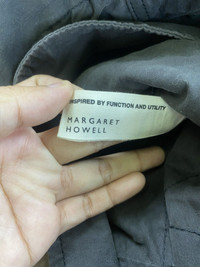 INSPIRED BY FUNCTION AND UTILITY
MARGARET
HOWELL